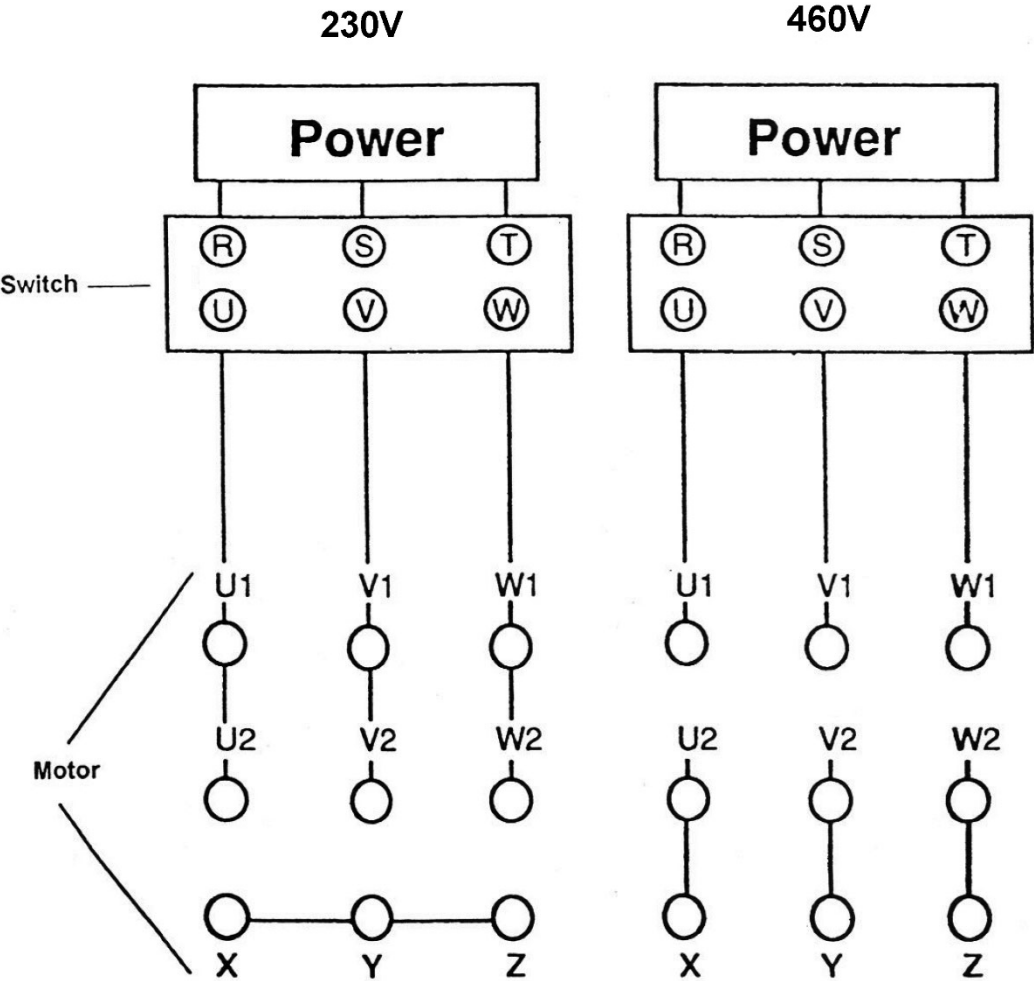 230V 460V
Power Power
R S T R S T
Switch
U V W U V W
U1 V1 W1 U1 V1 W1
U2 V2 W2 U2 V2 W2
Motor
X Y Z X Y Z